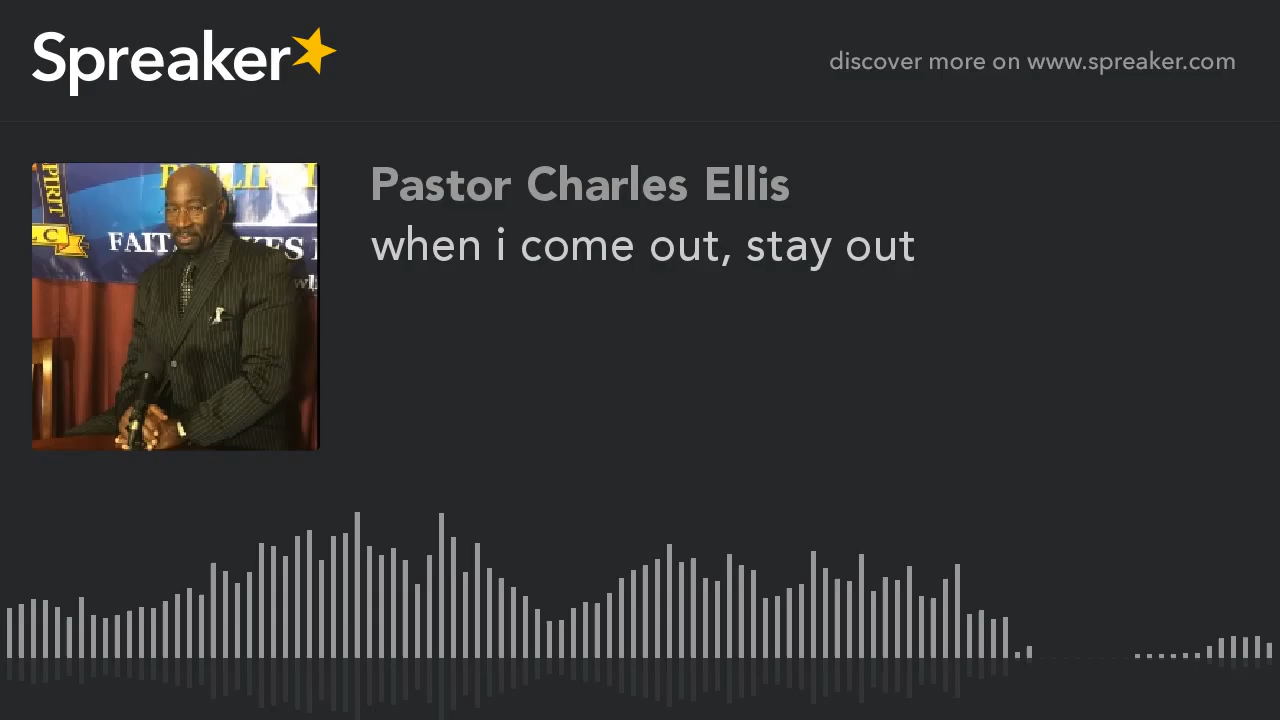 Spreaker
discover more on www.spreaker.com
Pastor Charles Ellis
when i come out, stay out